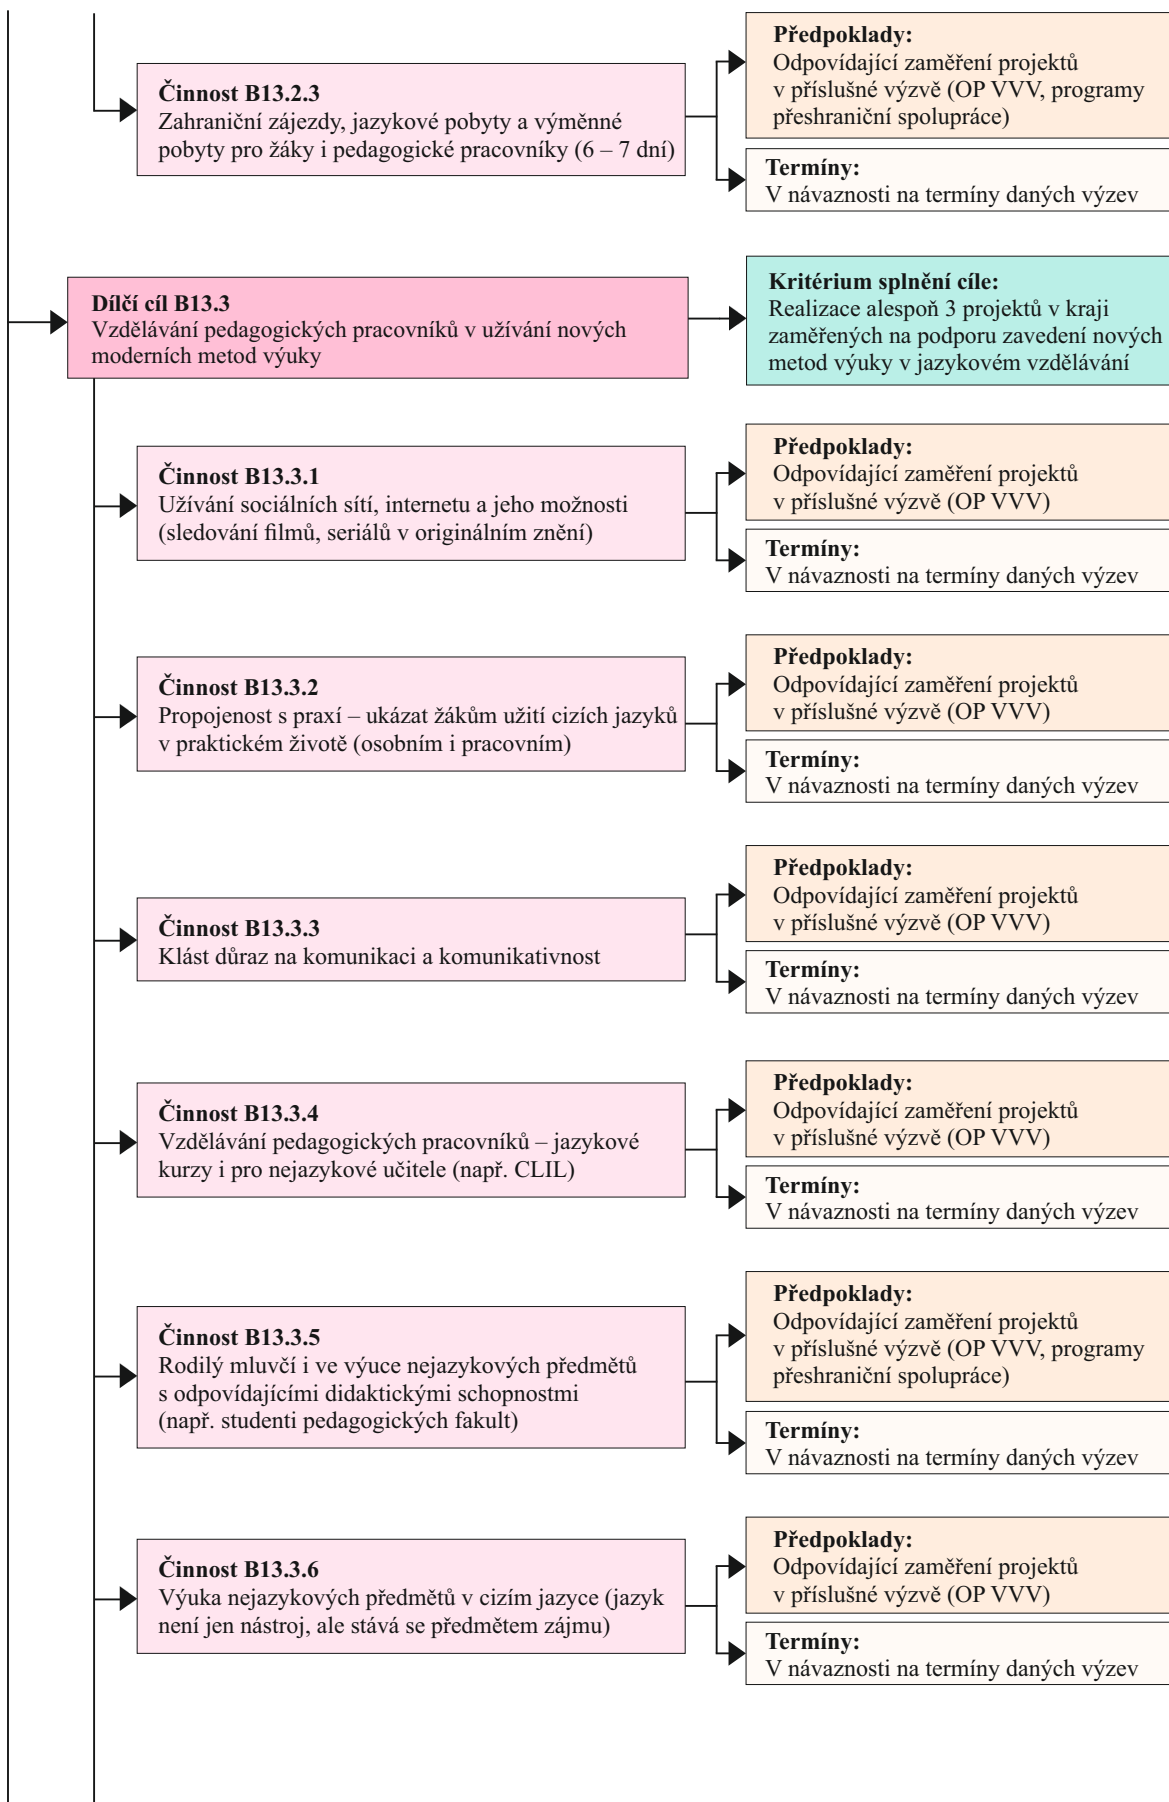 Činnost B13.2.3
Zahraniční zájezdy, jazykové pobyty a výměnné
pobyty pro žáky i pedagogické pracovníky (6 – 7 dní)
Předpoklady:
Odpovídající zaměření projektů
v příslušné výzvě (OP VVV, programy
přeshraniční spolupráce)
Termíny:
V návaznosti na termíny daných výzev
Dílčí cíl B13.3
Vzdělávání pedagogických pracovníků v užívání nových
moderních metod výuky
Kritérium splnění cíle:
Realizace alespoň 3 projektů v kraji
zaměřených na podporu zavedení nových
metod výuky v jazykovém vzdělávání
Činnost B13.3.1
Užívání sociálních sítí, internetu a jeho možnosti
(sledování filmů, seriálů v originálním znění)
Předpoklady:
Odpovídající zaměření projektů
v příslušné výzvě (OP VVV)
Termíny:
V návaznosti na termíny daných výzev
Činnost B13.3.2
Propojenost s praxí – ukázat žákům užití cizích jazyků
v praktickém životě (osobním i pracovním)
Předpoklady:
Odpovídající zaměření projektů
v příslušné výzvě (OP VVV)
Termíny:
V návaznosti na termíny daných výzev
Činnost B13.3.3
Klást důraz na komunikaci a komunikativnost
Předpoklady:
Odpovídající zaměření projektů
v příslušné výzvě (OP VVV)
Termíny:
V návaznosti na termíny daných výzev
Činnost B13.3.4
Vzdělávání pedagogických pracovníků – jazykové
kurzy i pro nejazykové učitele (např. CLIL)
Předpoklady:
Odpovídající zaměření projektů
v příslušné výzvě (OP VVV)
Termíny:
V návaznosti na termíny daných výzev
Činnost B13.3.5
Rodilý mluvčí i ve výuce nejazykových předmětů
s odpovídajícími didaktickými schopnostmi
(např. studenti pedagogických fakult)
Předpoklady:
Odpovídající zaměření projektů
v příslušné výzvě (OP VVV, programy
přeshraniční spolupráce)
Termíny:
V návaznosti na termíny daných výzev
Činnost B13.3.6
Výuka nejazykových předmětů v cizím jazyce (jazyk
není jen nástroj, ale stává se předmětem zájmu)
Předpoklady:
Odpovídající zaměření projektů
v příslušné výzvě (OP VVV)
Termíny:
V návaznosti na termíny daných výzev